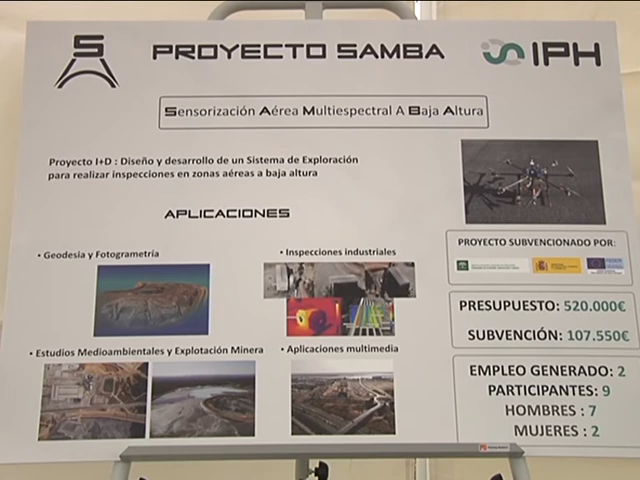 S
PROYECTO SAMBA
IPH
Sensorización Aérea Multiespectral A Baja Altura
Proyecto I+D : Diseño y desarrollo de un Sistema de Exploración
para realizar inspecciones en zonas aéreas a baja altura
APLICACIONES
• Geodesia y Fotogrametría
• Inspecciones industriales
• Estudios Medioambientales y Explotación Minera
• Aplicaciones multimedia
PROYECTO SUBVENCIONADO POR:
PRESUPUESTO: 520.000€
SUBVENCIÓN: 107.550€
EMPLEO GENERADO: 2
PARTICIPANTES: 9
HOMBRES : 7
MUJERES : 2